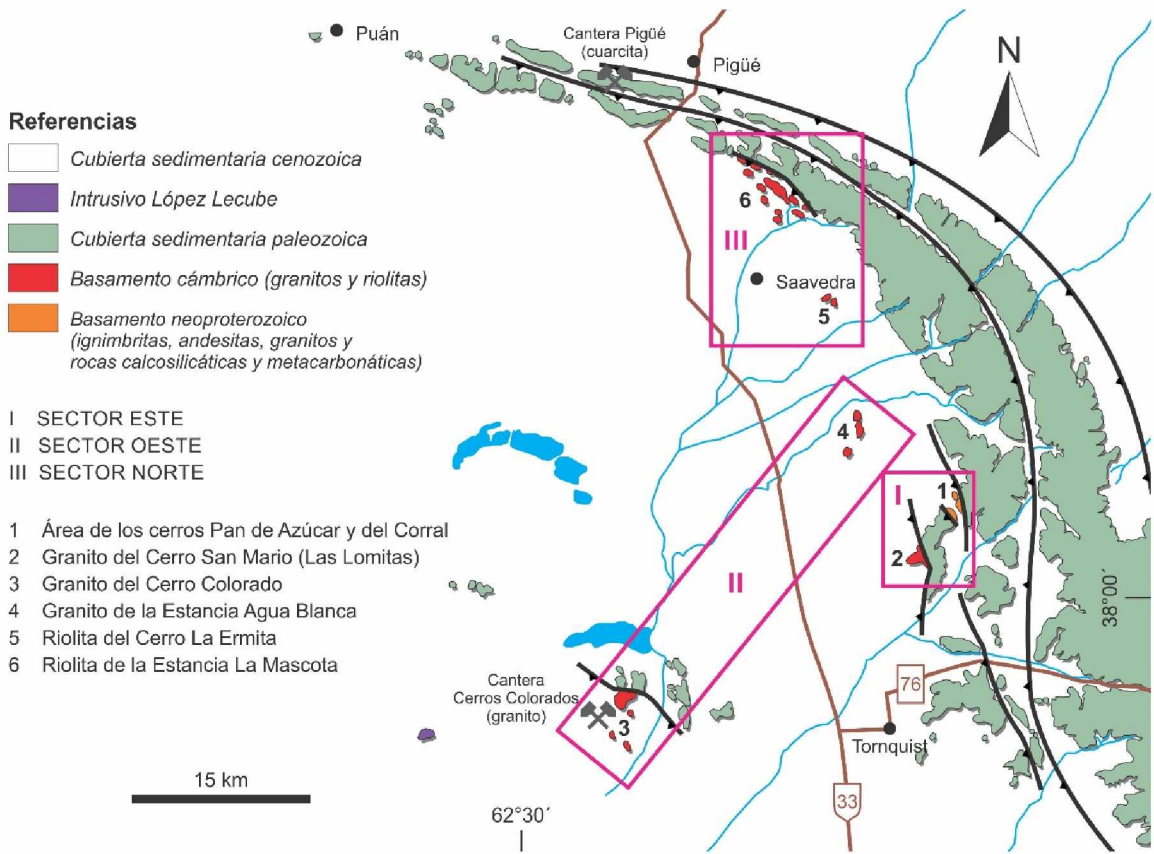 Puán
Cantera Pigüé
(cuarcita)
Pigüé
N
Referencias
Cubierta sedimentaria cenozoica
Intrusivo López Lecube
Cubierta sedimentaria paleozoica
Basamento cámbrico (granitos y riolitas)
Basamento neoproterozoico
(ignimbritas, andesitas, granitos y
rocas calcosilicáticas y metacarbonáticas)
I SECTOR ESTE
II SECTOR OESTE
III SECTOR NORTE
1 Área de los cerros Pan de Azúcar y del Corral
2 Granito del Cerro San Mario (Las Lomitas)
3 Granito del Cerro Colorado
4 Granito de la Estancia Agua Blanca
5 Riolita del Cerro La Ermita
6 Riolita de la Estancia La Mascota
15 km
6
III
Saavedra
5
4
I
1
2
II
38°00´
Cantera
Cerros Colorados
(granito)
3
76
Tornquist
33
62°30´